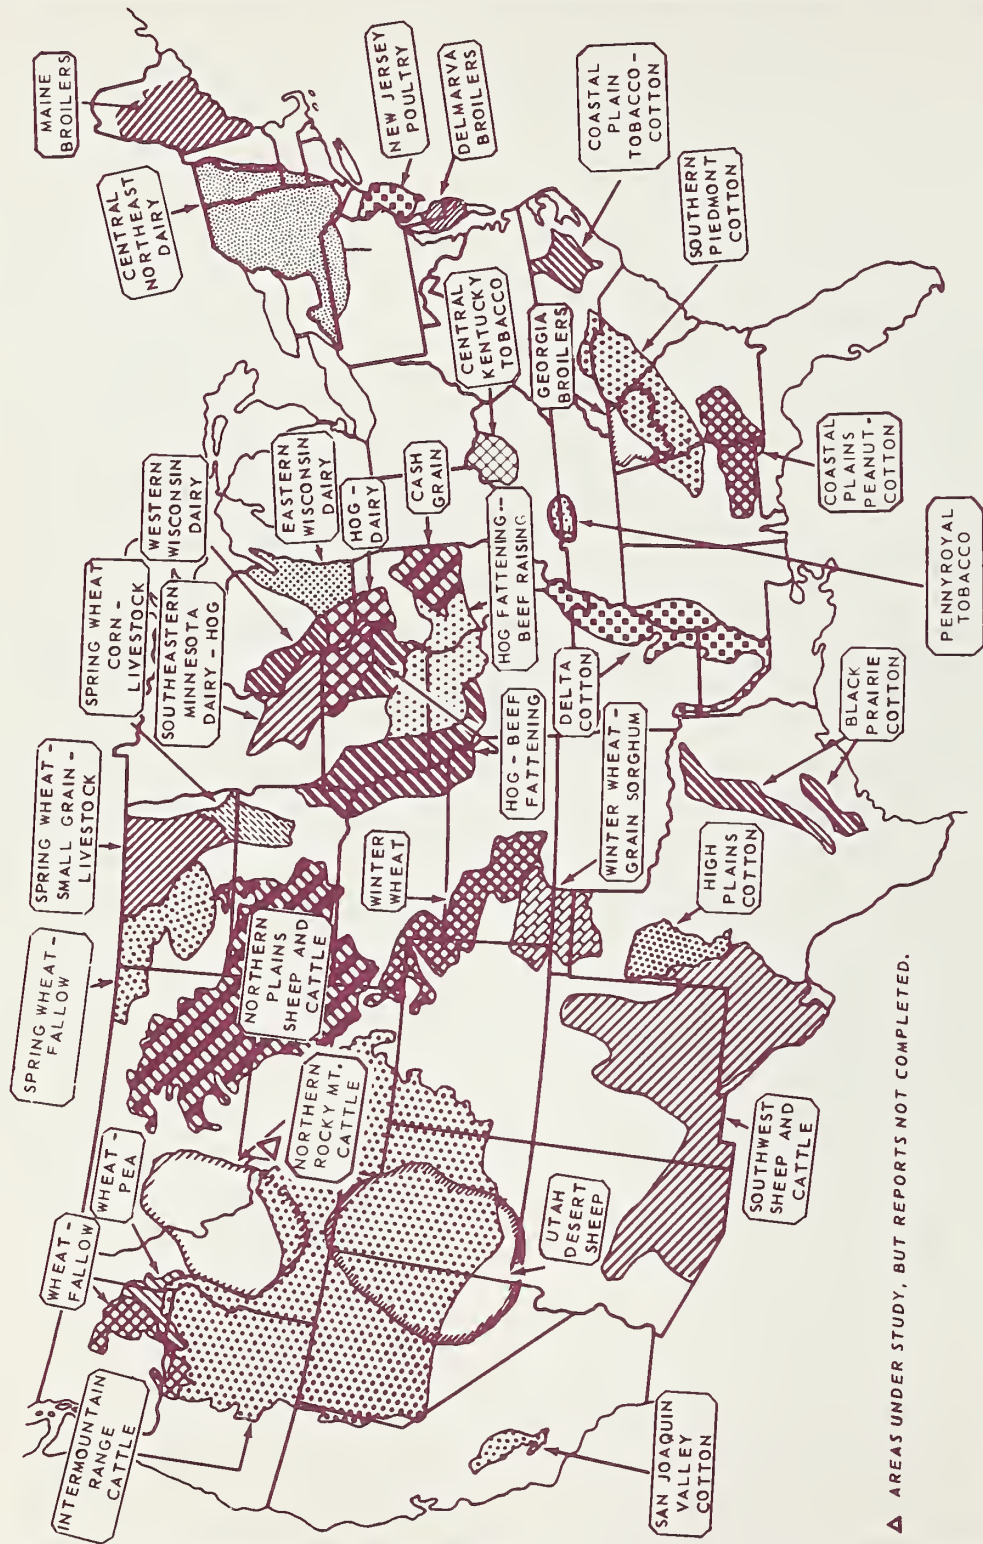 MAINE
BROILERS
CENTRAL
NORTHEAST
DAIRY
NEW JERSEY
POULTRY
DELMARVA
BROILERS
COASTAL
PLAIN
TOBACCO-
COTTON
SOUTHERN
PIEDMONT
COTTON
CENTRAL
KENTUCKY
TOBACCO
GEORGIA
BROILERS
COASTAL
PLAINS
PEANUT-
COTTON
PENNYROYAL
TOBACCO
WESTERN
WISCONSIN
DAIRY
EASTERN
WISCONSIN
DAIRY
HOG-
DAIRY
CASH
GRAIN
HOG FATTENING--
BEEF RAISING
SPRING WHEAT
CORN-
LIVESTOCK
SOUTHEASTERN
MINNESOTA
DAIRY-HOG
DELTA
COTTON
BLACK
PRAIRIE
COTTON
HOG-BEEF
FATTENING
WINTER WHEAT-
GRAIN SORGHUM
HIGH
PLAINS
COTTON
SPRING WHEAT-
SMALL GRAIN-
LIVESTOCK
WINTER
WHEAT
SPRING WHEAT-
FALLOW
NORTHERN
PLAINS
SHEEP AND
CATTLE
NORTHERN
ROCKY MT.
CATTLE
Δ
WHEAT-
PEA
WHEAT-
FALLOW
UTAH
DESERT
SHEEP
SOUTHWEST
SHEEP AND
CATTLE
INTERMOUNTAIN
RANGE
CATTLE
SAN JOAQUIN
VALLEY
COTTON
Δ AREAS UNDER STUDY, BUT REPORTS NOT COMPLETED.